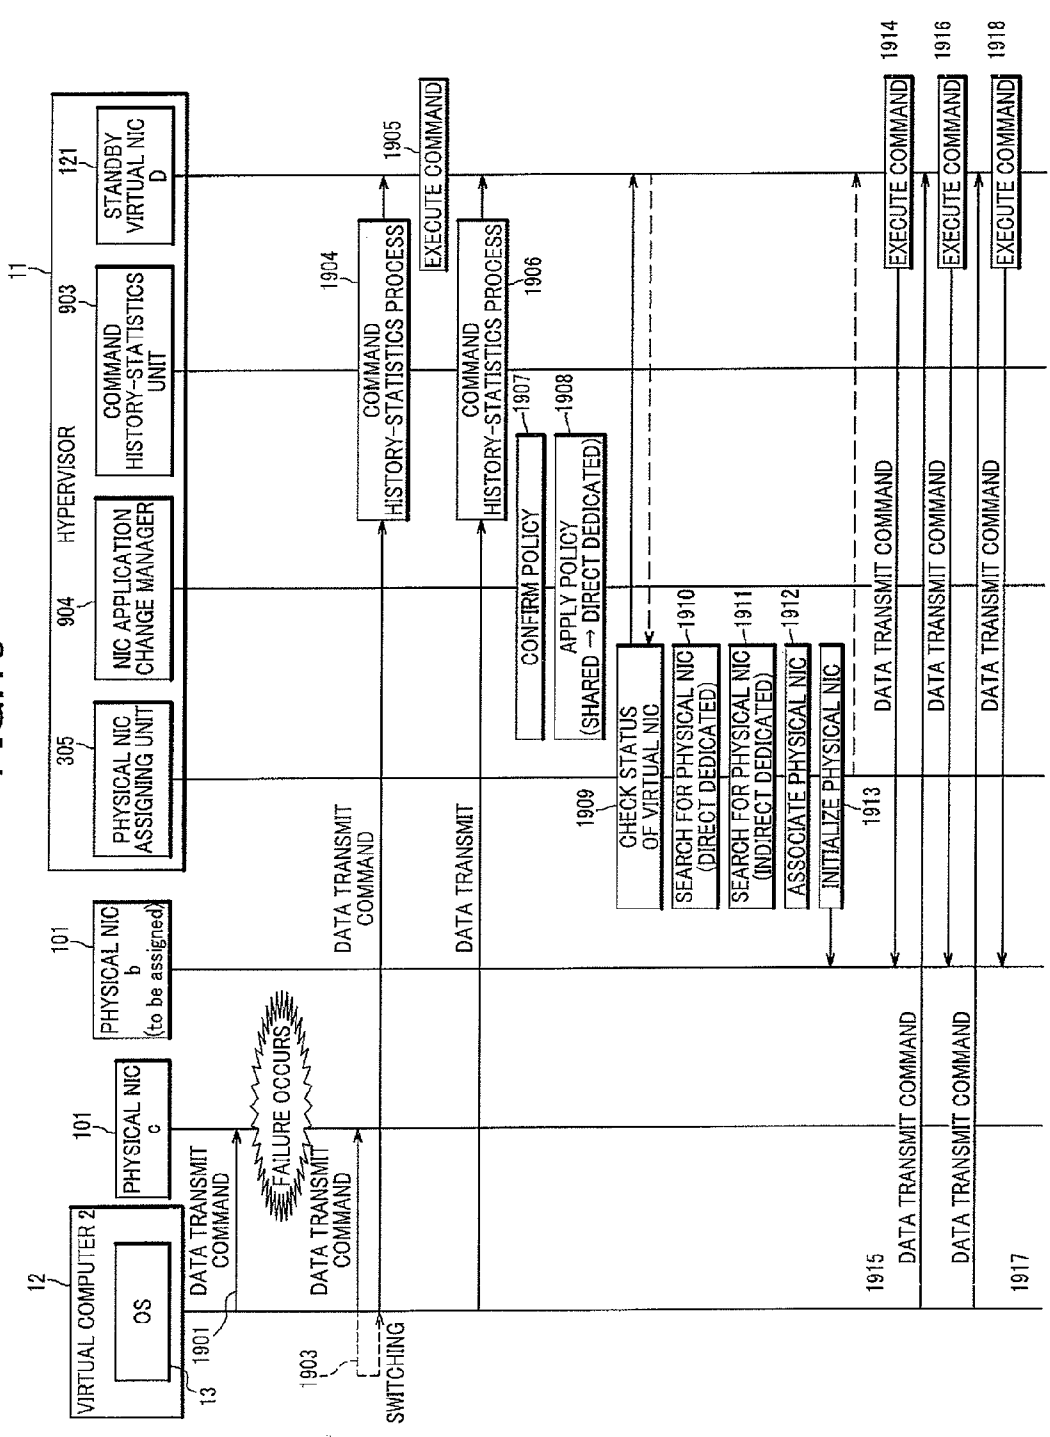 12
VIRTUAL COMPUTER 2
OS
13
101
PHYSICAL NIC
c
101
PHYSICAL NIC
b
(to be assigned)
11
HYPERVISOR
305
PHYSICAL NIC
ASSIGNING UNIT
904
NIC APPLICATION
CHANGE MANAGER
903
COMMAND
HISTORY-STATISTICS
UNIT
121
STANDBY
VIRTUAL NIC
D
1901
DATA TRANSMIT
COMMAND
FAILURE OCCURS
1903
DATA TRANSMIT
COMMAND
SWITCHING
DATA TRANSMIT
COMMAND
1904
COMMAND
HISTORY-STATISTICS PROCESS
1905
EXECUTE COMMAND
DATA TRANSMIT
COMMAND
HISTORY-STATISTICS PROCESS
1906
CONFIRM POLICY
1907
APPLY POLICY
(SHARED → DIRECT DEDICATED)
1908
1909
CHECK STATUS
OF VIRTUAL NIC
SEARCH FOR PHYSICAL NIC
(DIRECT DEDICATED)
1910
SEARCH FOR PHYSICAL NIC
(INDIRECT DEDICATED)
1911
ASSOCIATE PHYSICAL NIC
1912
INITIALIZE PHYSICAL NIC
1913
DATA TRANSMIT COMMAND
EXECUTE COMMAND
1914
1915
DATA TRANSMIT COMMAND
DATA TRANSMIT COMMAND
EXECUTE COMMAND
1916
DATA TRANSMIT COMMAND
1917
DATA TRANSMIT COMMAND
EXECUTE COMMAND
1918